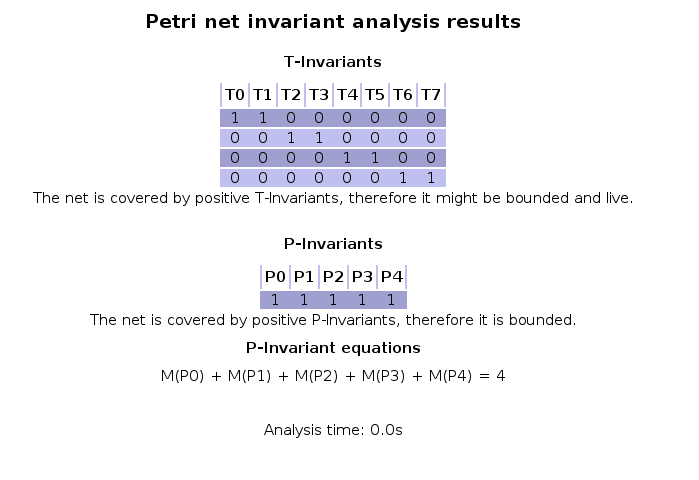 Petri net invariant analysis results
T-Invariants
T0 T1 T2 T3 T4 T5 T6 T7
1 1 0 0 0 0 0 0
0 0 1 1 0 0 0 0
0 0 0 0 1 1 0 0
0 0 0 0 0 0 1 1
The net is covered by positive T-Invariants, therefore it might be bounded and live.
P-Invariants
P0 P1 P2 P3 P4
1 1 1 1 1
The net is covered by positive P-Invariants, therefore it is bounded.
P-Invariant equations
M(P0) + M(P1) + M(P2) + M(P3) + M(P4) = 4
Analysis time: 0.0s